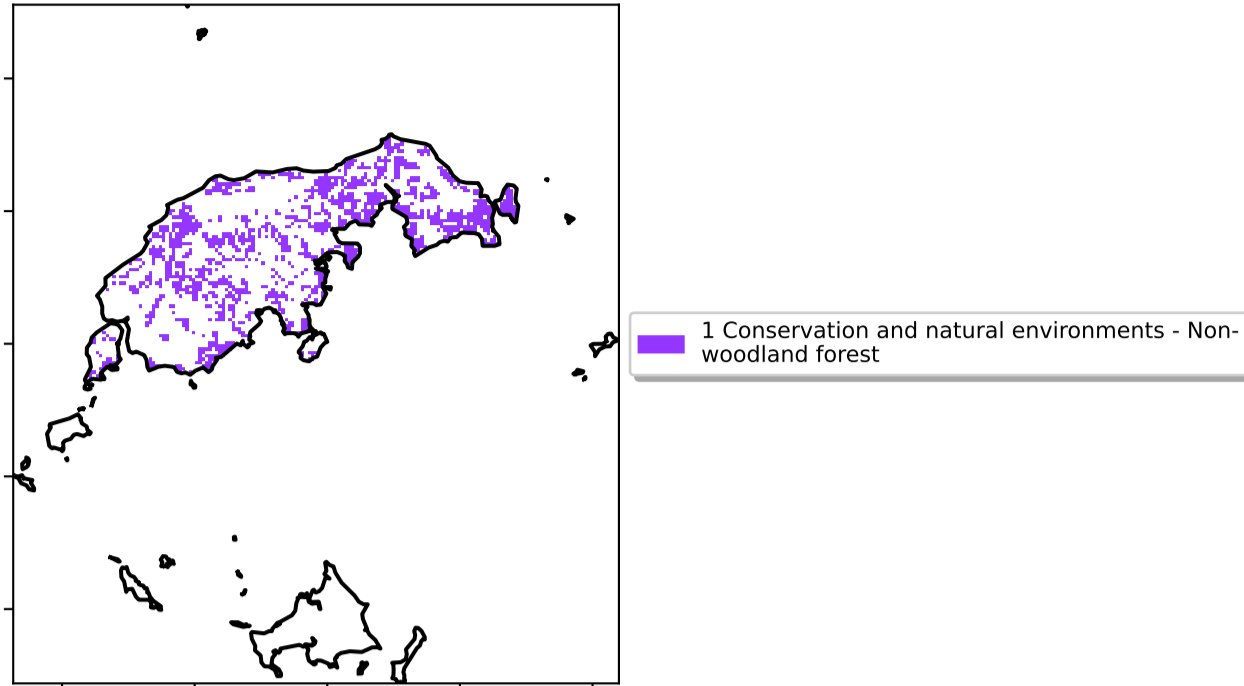 1 Conservation and natural environments - Non-
woodland forest